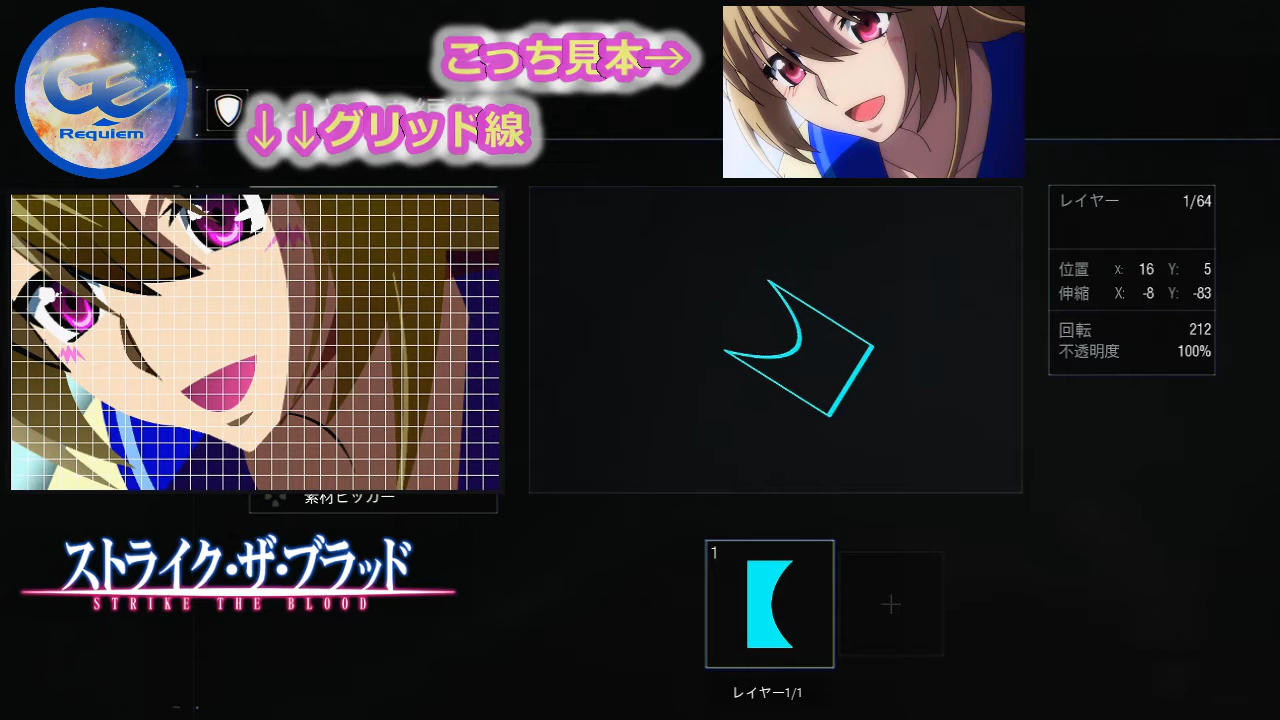 GE
Requiem
こっち見本→
↓↓グリッド線
レイヤー 1/64
位置 X: 16 Y: 5
伸縮 X: -8 Y: -83
回転 212
不透明度 100%
素材ピッカー
ストライク・ザ・ブラッド
STRIKE THE BLOOD
1
レイヤー1/1